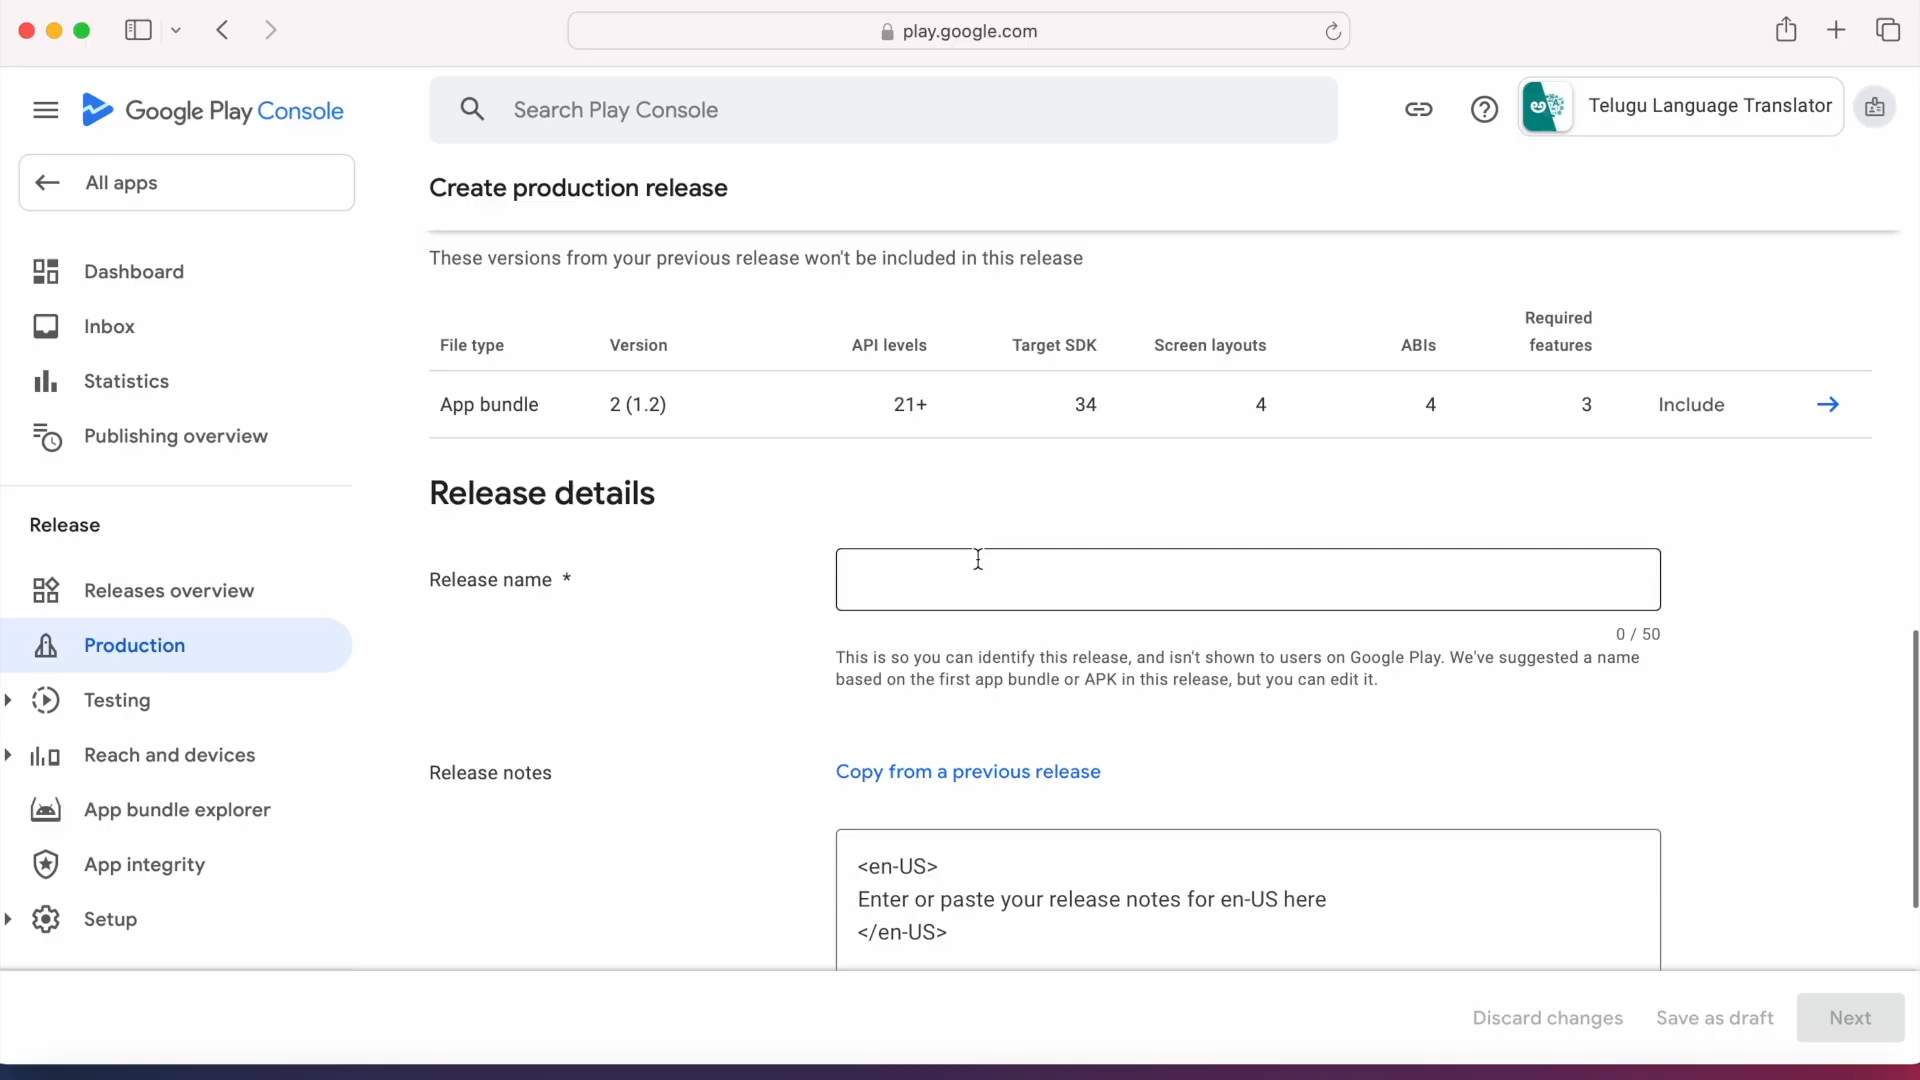 play.google.com
Google Play Console
Search Play Console
Telugu Language Translator
All apps
Create production release
Dashboard
Inbox
Statistics
Publishing overview
Release
Releases overview
Production
Testing
Reach and devices
App bundle explorer
App integrity
Setup
These versions from your previous release won't be included in this release
File type Version API levels Target SDK Screen layouts ABIs Required features
App bundle 2 (1.2) 21+ 34 4 4 3 Include
Release details
Release name *
0 / 50
This is so you can identify this release, and isn't shown to users on Google Play. We've suggested a name
based on the first app bundle or APK in this release, but you can edit it.
Release notes
Copy from a previous release
<en-US>
Enter or paste your release notes for en-US here
</en-US>
Discard changes Save as draft Next